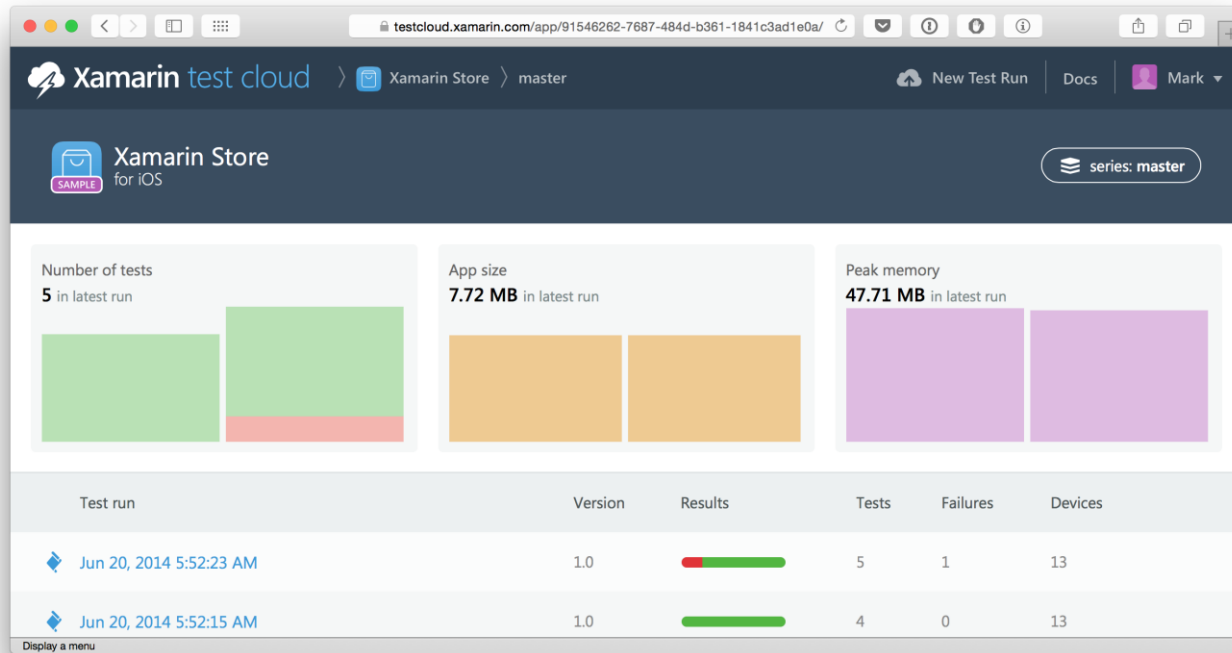 testcloud.xamarin.com/app/91546262-7687-484d-b361-1841c3ad1e0a/
Xamarin test cloud
Xamarin Store
master
New Test Run
Docs
Mark
Xamarin Store
for iOS
SAMPLE
series: master
Number of tests
5 in latest run
App size
7.72 MB in latest run
Peak memory
47.71 MB in latest run
Test run Version Results Tests Failures Devices
Jun 20, 2014 5:52:23 AM 1.0 5 1 13
Jun 20, 2014 5:52:15 AM 1.0 4 0 13
Display a menu